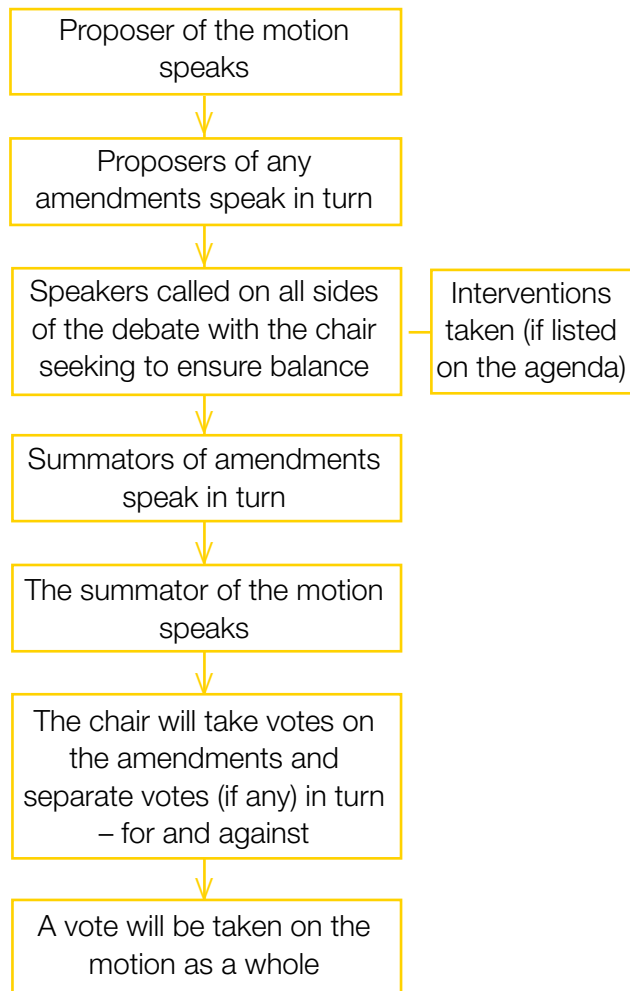 Proposer of the motion
speaks
Proposers of any
amendments speak in turn
Speakers called on all sides
of the debate with the chair
seeking to ensure balance
Interventions
taken (if listed
on the agenda)
Summators of amendments
speak in turn
The summator of the motion
speaks
The chair will take votes on
the amendments and
separate votes (if any) in turn
– for and against
A vote will be taken on the
motion as a whole